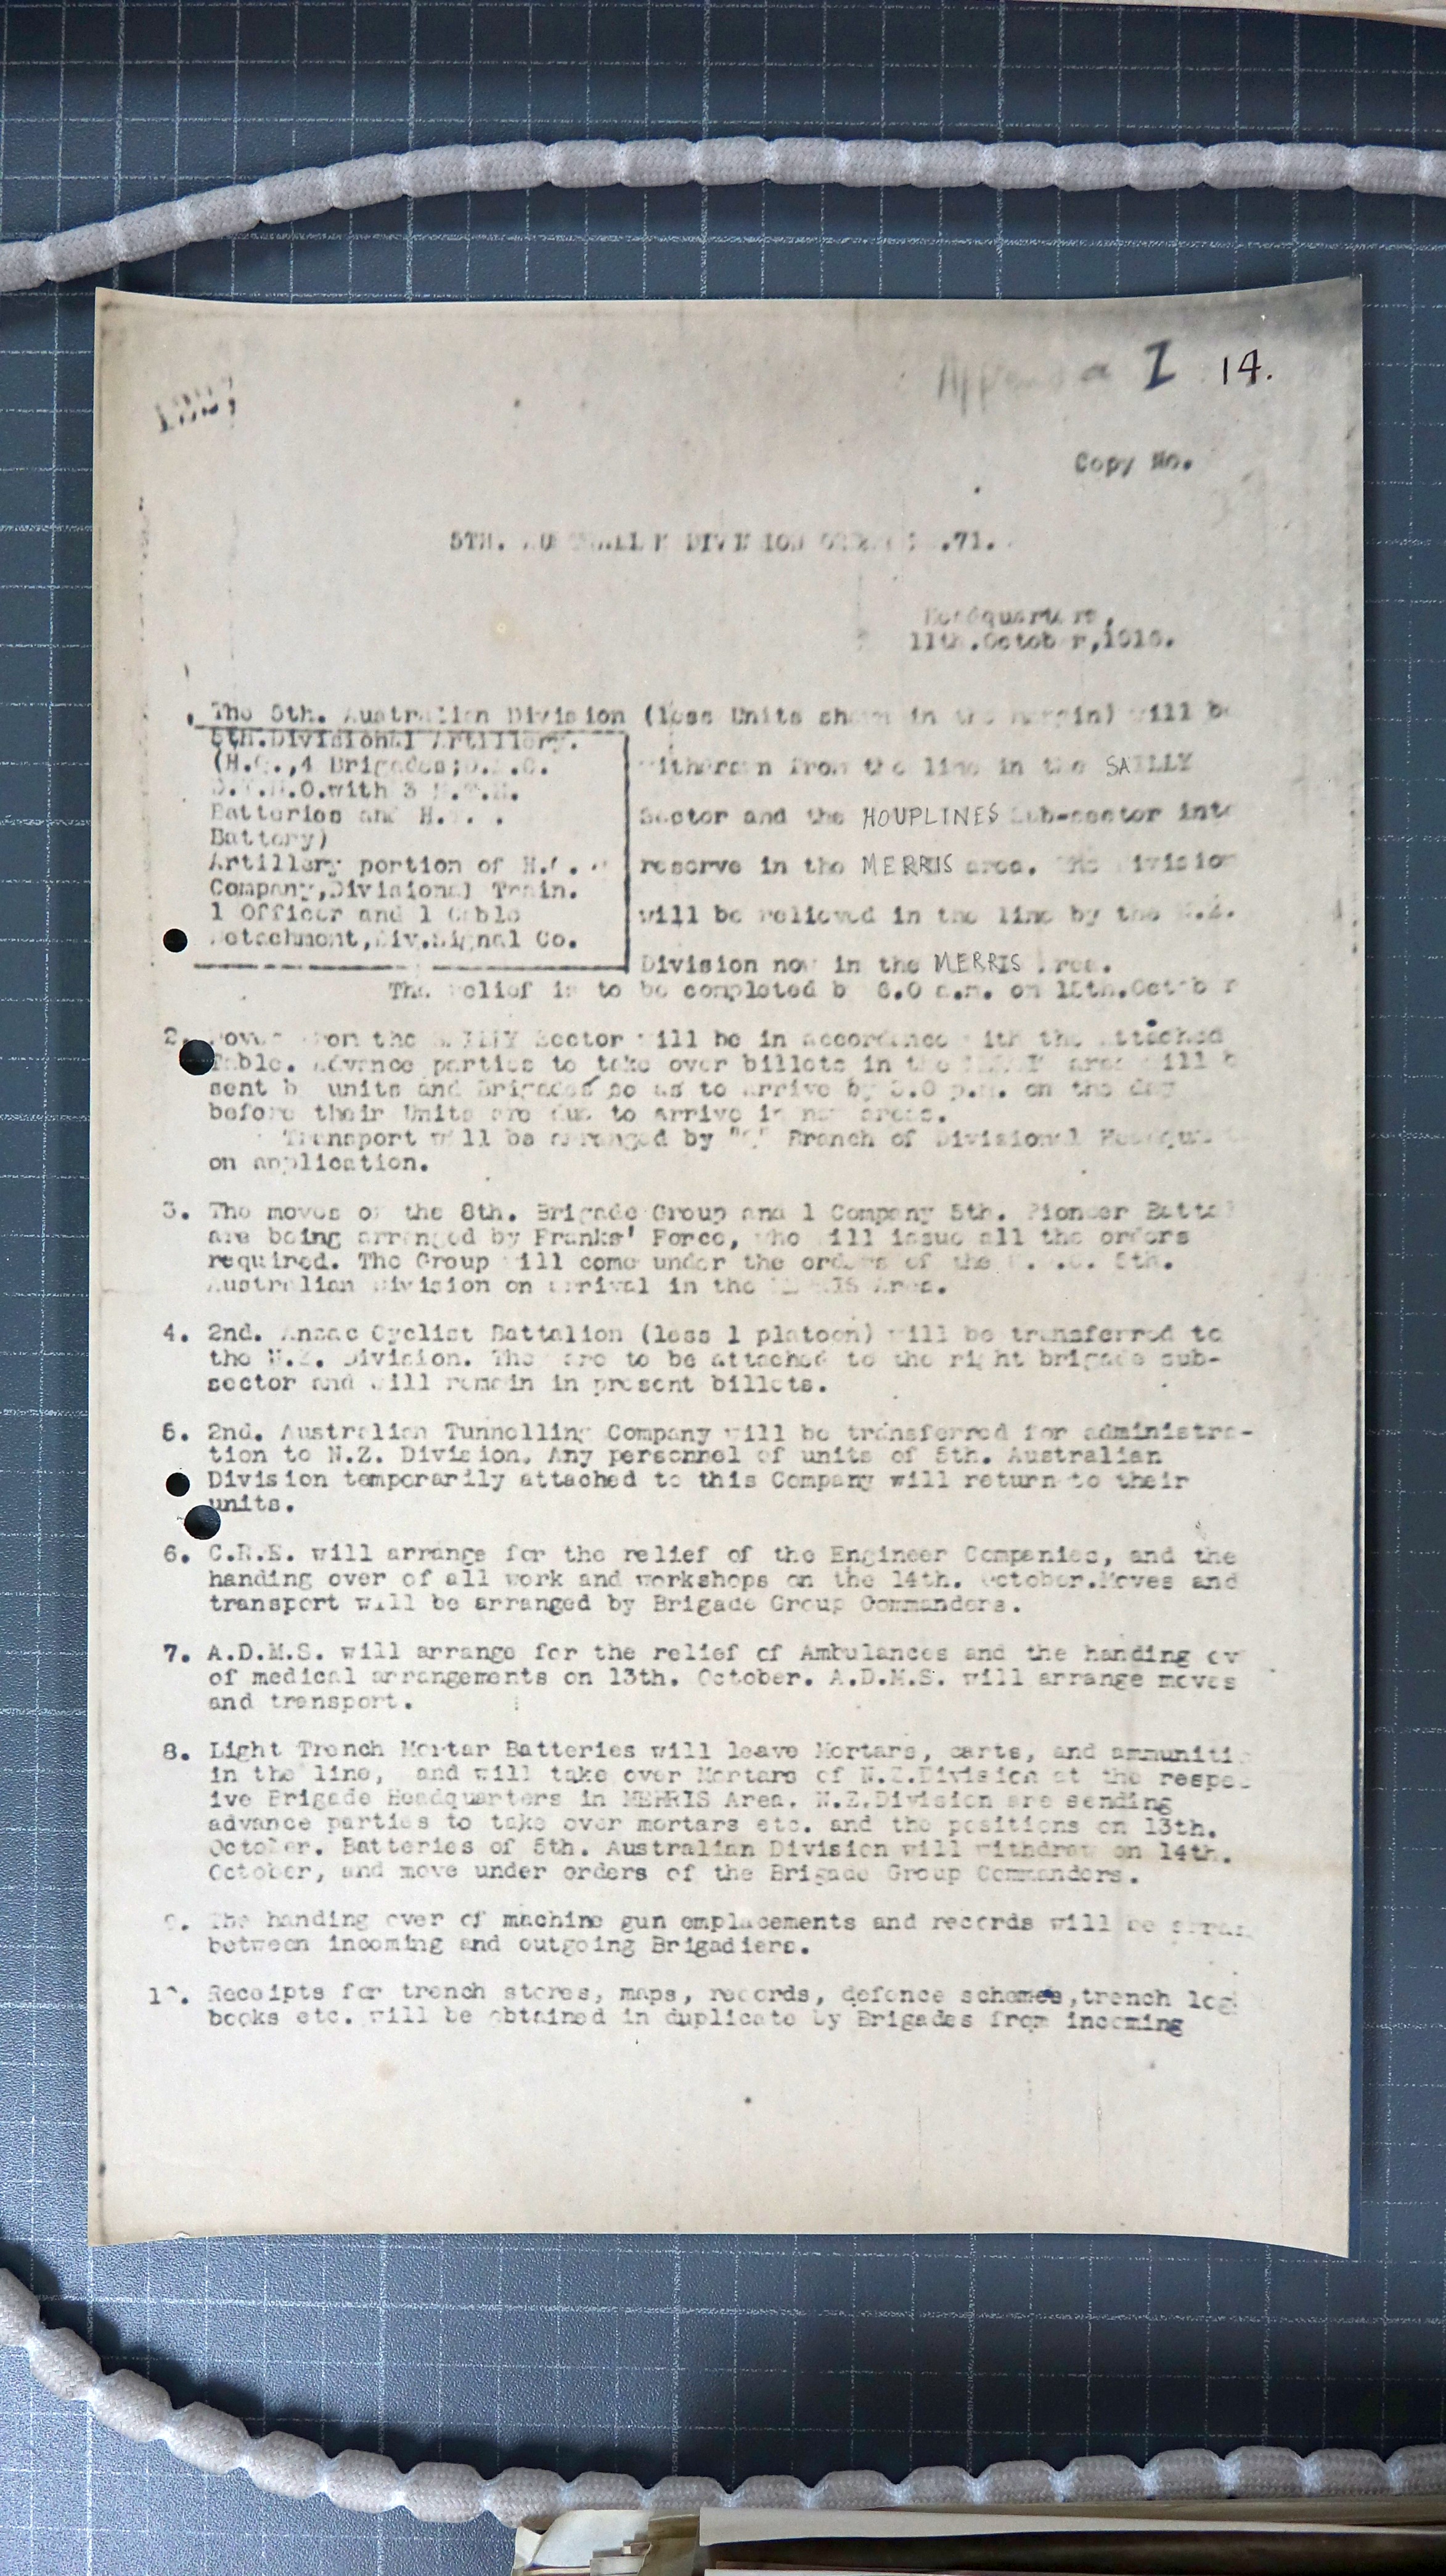 I 14.
Copy No.
5TH. DIVISION .71.
Headquarters,
11th.October,1916.
The 5th. Australian Division (less Units shown in the margin) will be
5th.Divisional Artillery.
(H.Q.,4 Brigades;D.A.C.
with 3
Batteries and H.
Battery)
Artillery portion of H.Q.
Company,Divisional Train.
1 Officer and 1 Cable
Detachment,Div.Signal Co.
withdrawn from the line in the SAILLY
Sector and the HOUPLINES Sub-sector into
reserve in the MERRIS area. The Division
will be relieved in the line by the N.Z.
Division now in the MERRIS Area.
The relief is to be completed by 6.0 a.m. on October
2. Moves from the SAILLY Sector will be in accordance with the attached
Table. Advance parties to take over billets in the area will be
sent by units and Brigades so as to arrive by p.m. on the day
before their Units are due to arrive in new areas.
Transport will be arranged by "Q" Branch of Divisional
on application.
3. The moves of the 8th. Brigade Group and 1 Company 5th. Pioneer
are being arranged by Franks' Force, who will issue all the orders
required. The Group will come under the orders of the 5th.
Australian Division on arrival in the MERRIS Area.
4. 2nd. Anzac Cyclist Battalion (less 1 platoon) will be transferred to
the N.Z. Division. They are to be attached to the right brigade sub-
sector and will remain in present billets.
5. 2nd. Australian Tunnelling Company will be transferred for administra-
tion to N.Z. Division. Any personnel of units of 5th. Australian
Division temporarily attached to this Company will return to their
units.
6. C.R.E. will arrange for the relief of the Engineer Companies, and the
handing over of all work and workshops on the 14th. October.Moves and
transport will be arranged by Brigade Group Commanders.
7. A.D.M.S. will arrange for the relief of Ambulances and the handing ov
of medical arrangements on 13th. October. A.D.M.S. will arrange moves
and transport.
8. Light Trench Mortar Batteries will leave Mortars, carts, and ammuniti
in the line, and will take over Mortars of N.Z.Division at the respec
ive Brigade Headquarters in MERRIS Area. N.Z.Division are sending
advance parties to take over mortars etc. and the positions on 13th.
October. Batteries of 5th. Australian Division will withdraw on 14th.
October, and move under orders of the Brigade Group Commanders.
9. The handing over of machine gun emplacements and records will be
between incoming and outgoing Brigadiers.
10. Receipts for trench stores, maps, records, defence schemes,trench log
books etc. will be obtained in duplicate by Brigades from incoming